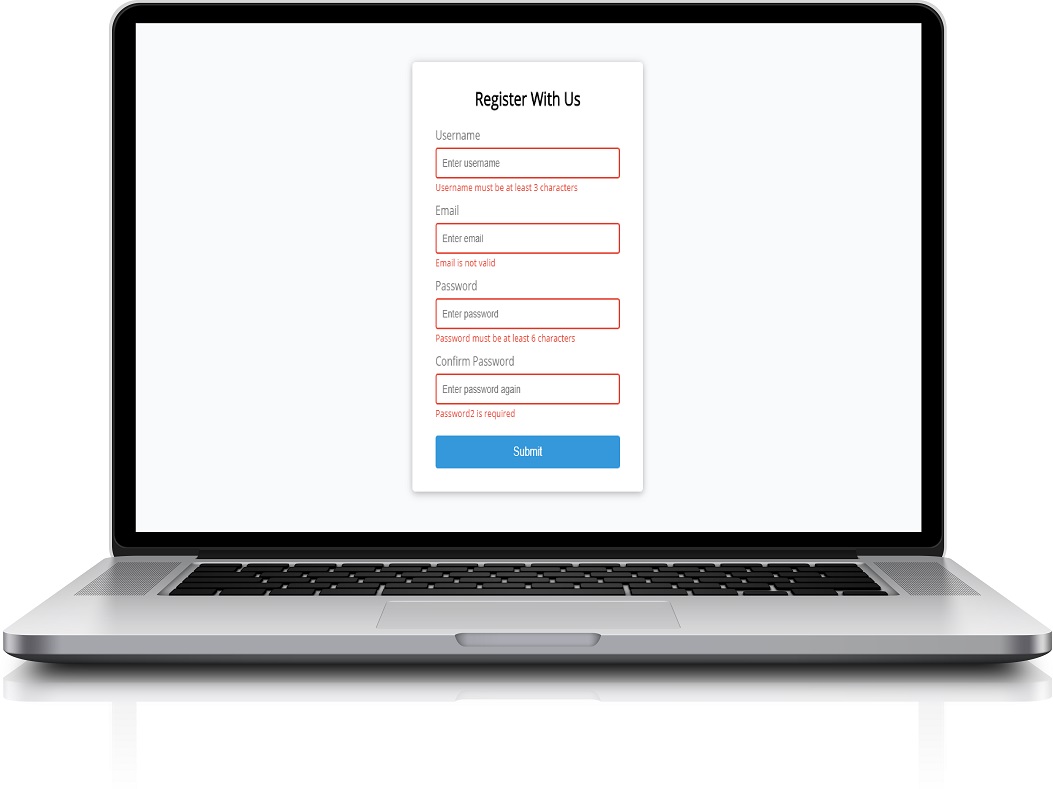 Register With Us
Username
Enter username
Username must be at least 3 characters
Email
Enter email
Email is not valid
Password
Enter password
Password must be at least 6 characters
Confirm Password
Enter password again
Password2 is required
Submit